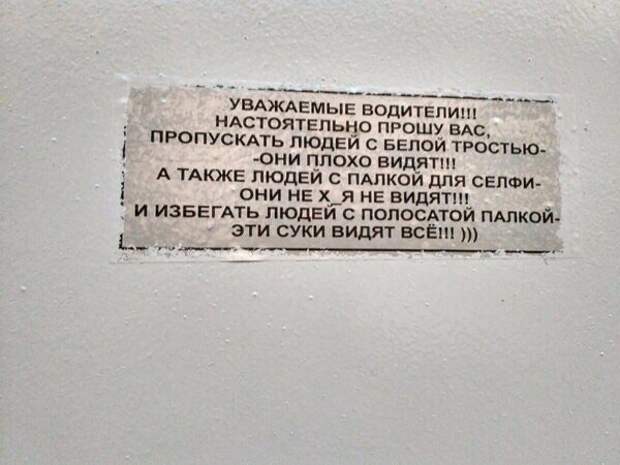 УВАЖАЕМЫЕ ВОДИТЕЛИ!!!
НАСТОЯТЕЛЬНО ПРОШУ ВАС,
ПРОПУСКАТЬ ЛЮДЕЙ С БЕЛОЙ ТРОСТЬЮ-
-ОНИ ПЛОХО ВИДЯТ!!!
А ТАКЖЕ ЛЮДЕЙ С ПАЛКОЙ ДЛЯ СЕЛФИ-
ОНИ НЕ Х_Я НЕ ВИДЯТ!!!
И ИЗБЕГАТЬ ЛЮДЕЙ С ПОЛОСАТОЙ ПАЛКОЙ-
ЭТИ СУКИ ВИДЯТ ВСЁ!!! )))